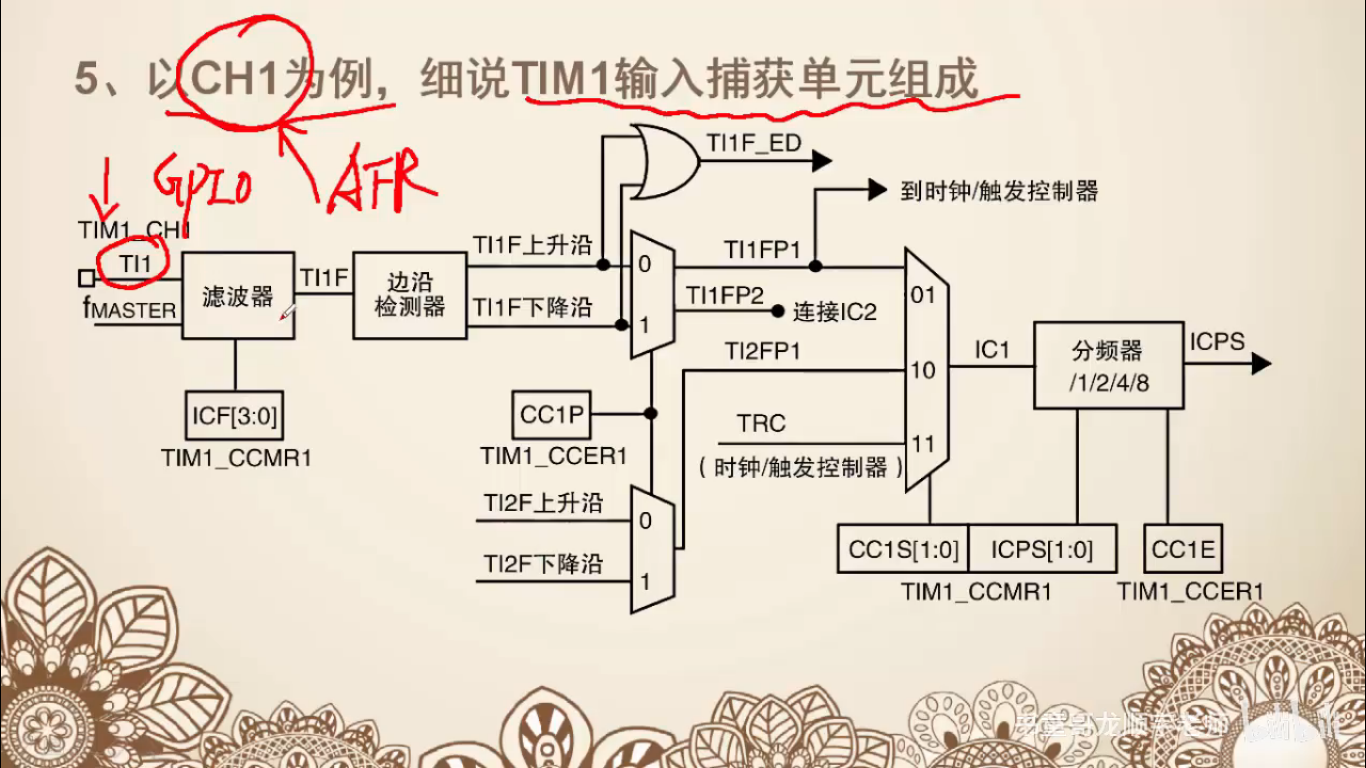 5、以CH1为例，细说TIM1输入捕获单元组成
GPIO
AFR
TIM1_CH1
TI1
fMASTER
滤波器
TI1F
边沿
检测器
ICF[3:0]
TIM1_CCMR1
TI1F上升沿
TI1F下降沿
TI1F_ED
到时钟/触发控制器
0
1
TI1FP1
TI1FP2
连接IC2
TI2FP1
TRC
（时钟/触发控制器）
CC1P
TIM1_CCER1
TI2F上升沿
TI2F下降沿
0
1
01
10
11
IC1
分频器
/1/2/4/8
ICPS
CC1S[1:0]
ICPS[1:0]
TIM1_CCMR1
CC1E
TIM1_CCER1